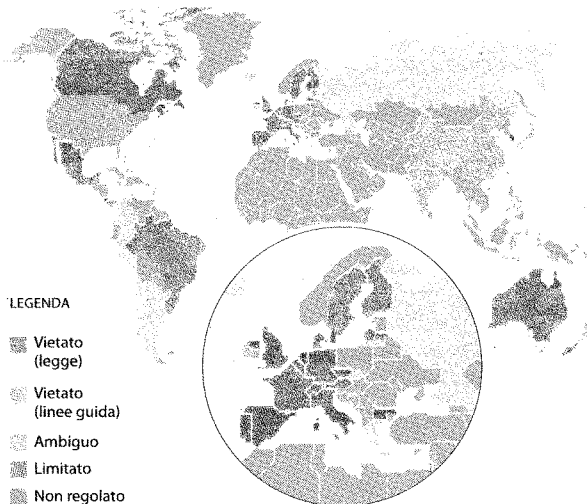 LEGENDA
Vietato
(legge)
Vietato
(linee guida)
Ambiguo
Limitato
Non regolato